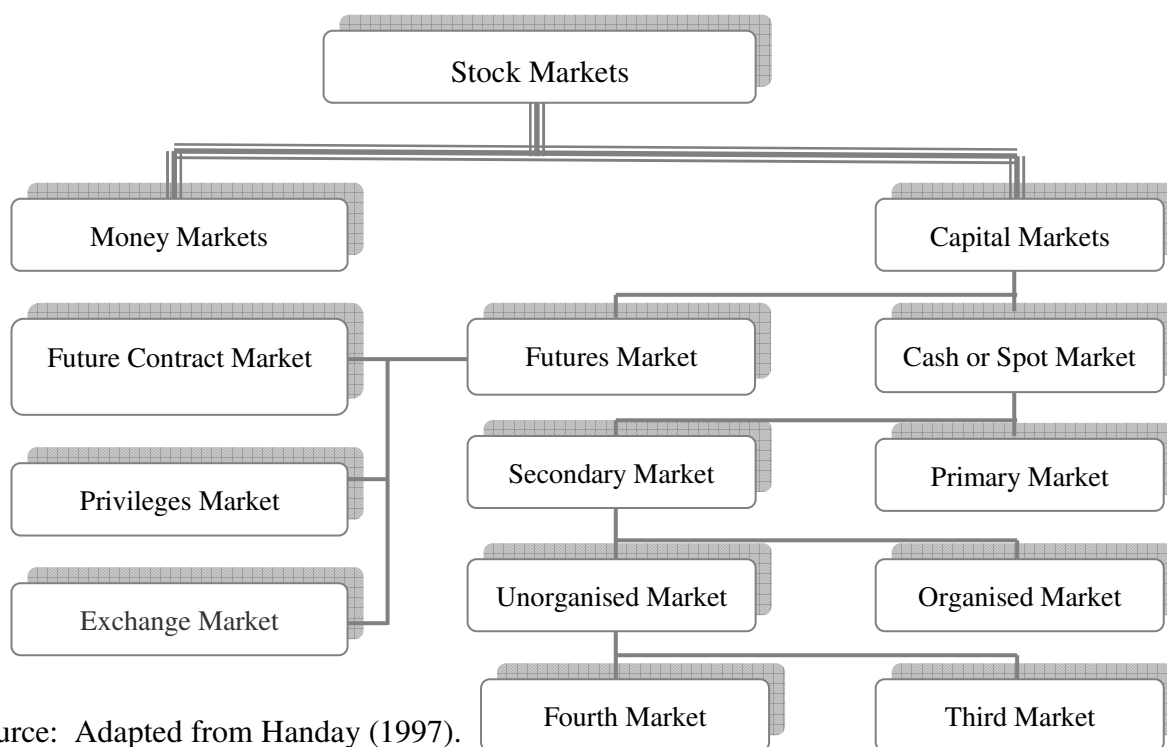 Stock Markets
Money Markets
Capital Markets
Future Contract Market
Futures Market
Cash or Spot Market
Privileges Market
Secondary Market
Primary Market
Exchange Market
Unorganised Market
Organised Market
Fourth Market
Third Market
urce: Adapted from Handay (1997).